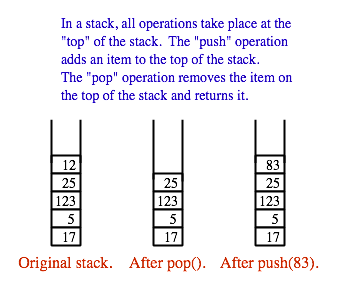 In a stack, all operations take place at the
"top" of the stack. The "push" operation
adds an item to the top of the stack.
The "pop" operation removes the item on
the top of the stack and returns it.
12
25
123
5
17
25
123
5
17
83
25
123
5
17
Original stack. After pop(). After push(83).